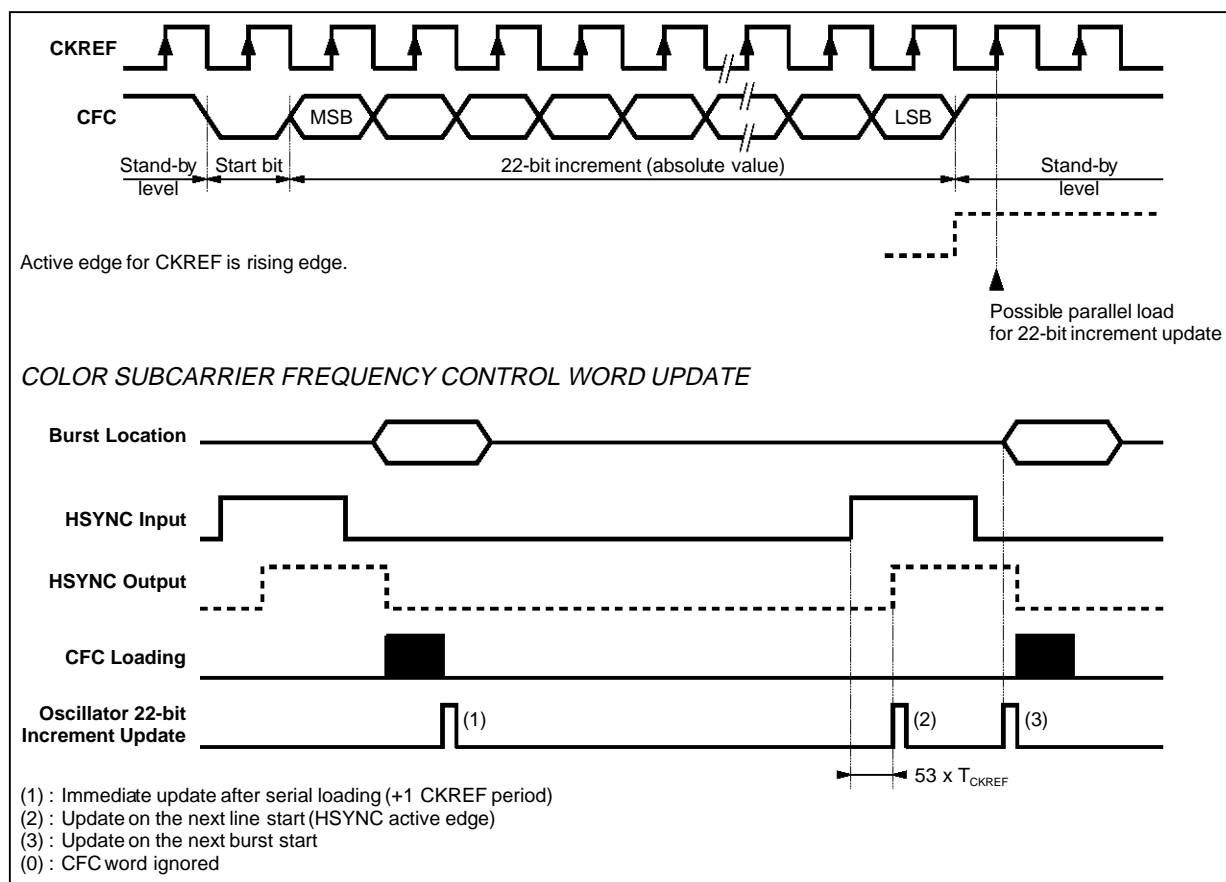 CKREF
CFC
MSB
LSB
Stand-by
level
Start bit
22-bit increment (absolute value)
Stand-by
level
Active edge for CKREF is rising edge.
Possible parallel load
for 22-bit increment update
COLOR SUBCARRIER FREQUENCY CONTROL WORD UPDATE
Burst Location
HSYNC Input
HSYNC Output
CFC Loading
Oscillator 22-bit
Increment Update
(1)
(2)
(3)
53 x TCKREF
(1) : Immediate update after serial loading (+1 CKREF period)
(2) : Update on the next line start (HSYNC active edge)
(3) : Update on the next burst start
(0) : CFC word ignored